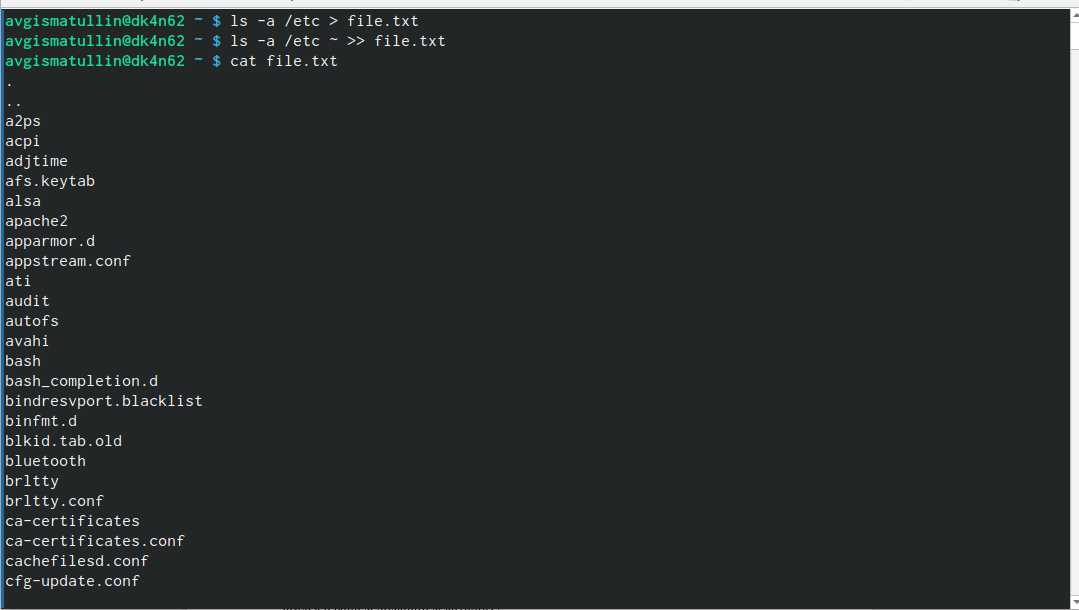 avgismatullin@dk4n62 ~ $ ls -a /etc > file.txt
avgismatullin@dk4n62 ~ $ ls -a /etc ~ >> file.txt
avgismatullin@dk4n62 ~ $ cat file.txt
.
..
a2ps
acpi
adjtime
afs.keytab
alsa
apache2
apparmor.d
appstream.conf
ati
audit
autofs
avahi
bash
bash_completion.d
bindresvport.blacklist
binfmt.d
blkid.tab.old
bluetooth
brltty
brltty.conf
ca-certificates
ca-certificates.conf
cachefilesd.conf
cfg-update.conf